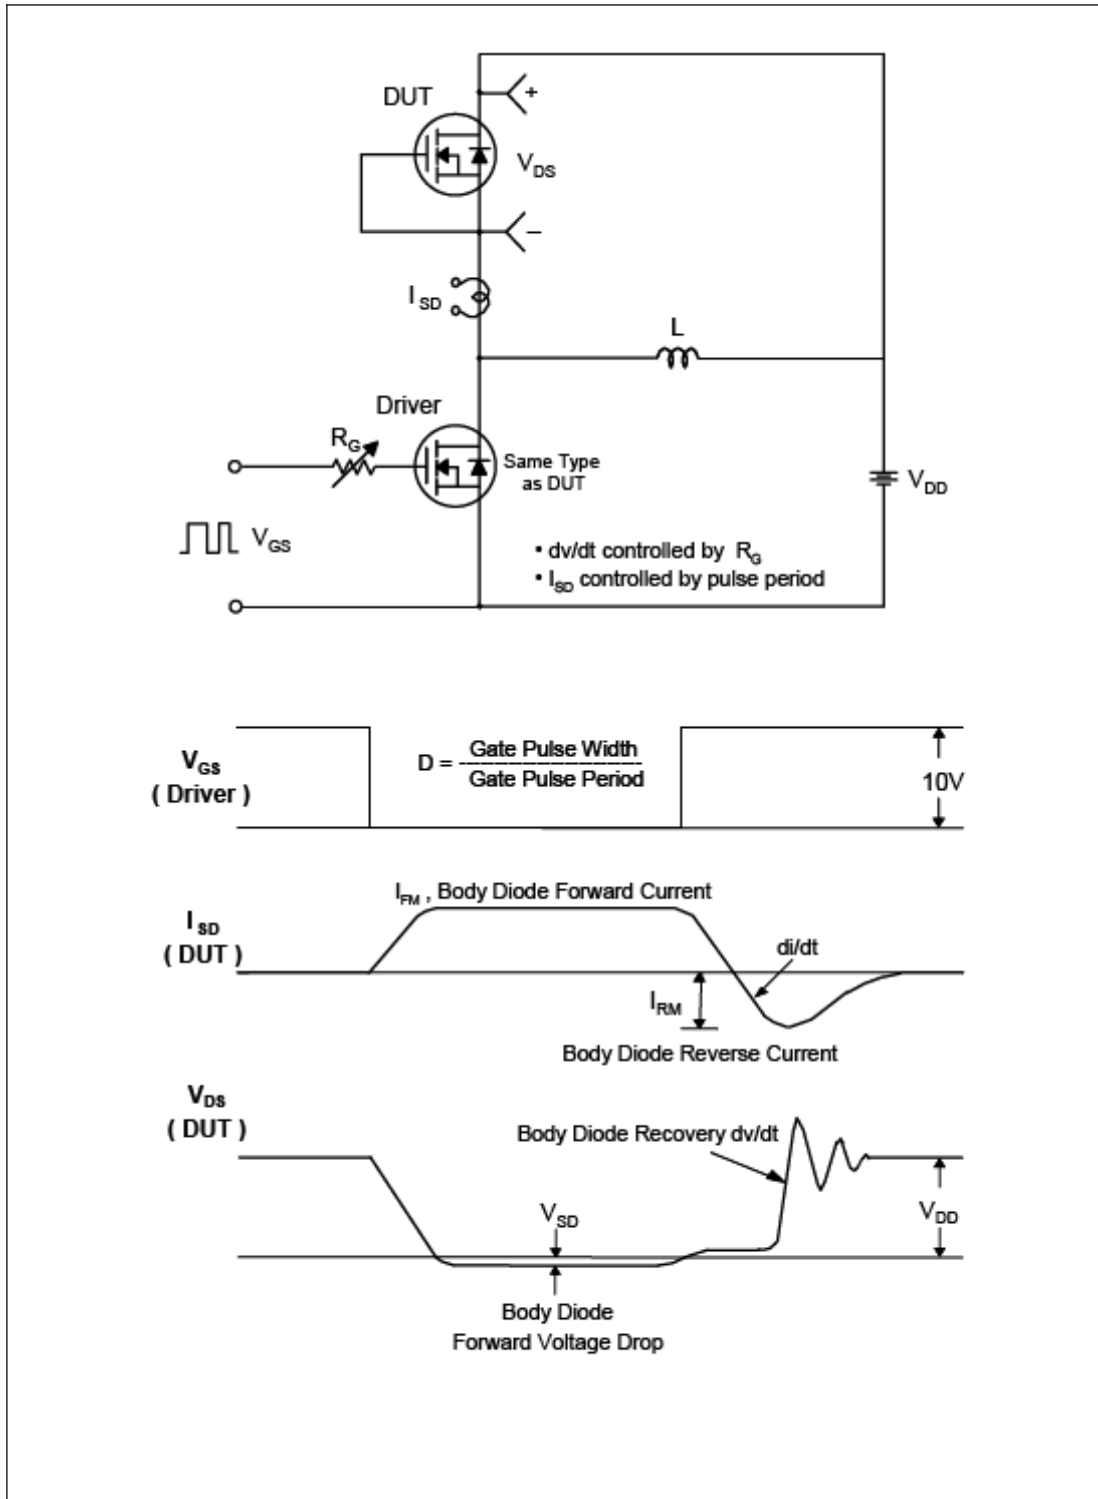 DUT
+
V_DS
−
I_SD
L
Driver
R_G
Same Type
as DUT
V_DD
V_GS
• dv/dt controlled by R_G
• I_SD controlled by pulse period
V_GS
( Driver )
D = Gate Pulse Width
Gate Pulse Period
10V
I_FM , Body Diode Forward Current
I_SD
( DUT )
di/dt
I_RM
Body Diode Reverse Current
V_DS
( DUT )
Body Diode Recovery dv/dt
V_SD
V_DD
Body Diode
Forward Voltage Drop